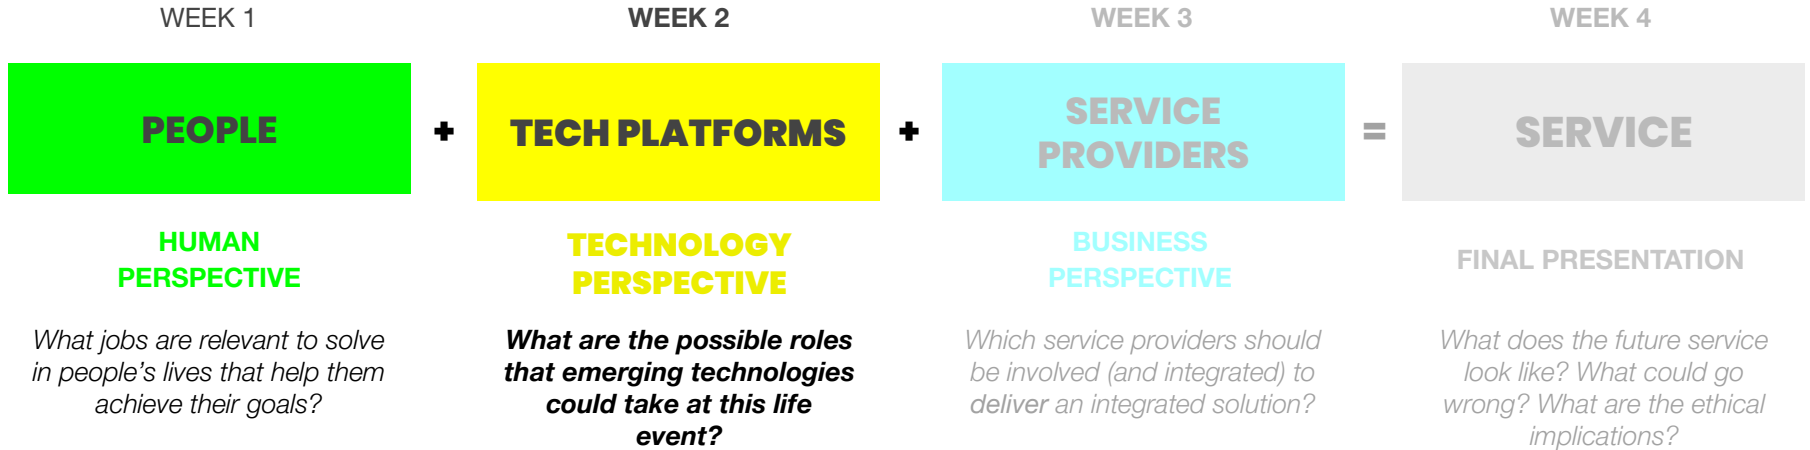 WEEK 1
WEEK 2
WEEK 3
WEEK 4
PEOPLE
+
TECH PLATFORMS
+
SERVICE
PROVIDERS
=
SERVICE
HUMAN
PERSPECTIVE
TECHNOLOGY
PERSPECTIVE
BUSINESS
PERSPECTIVE
FINAL PRESENTATION
What jobs are relevant to solve
in people's lives that help them
achieve their goals?
What are the possible roles
that emerging technologies
could take at this life
event?
Which service providers should
be involved (and integrated) to
deliver an integrated solution?
What does the future service
look like? What could go
wrong? What are the ethical
implications?